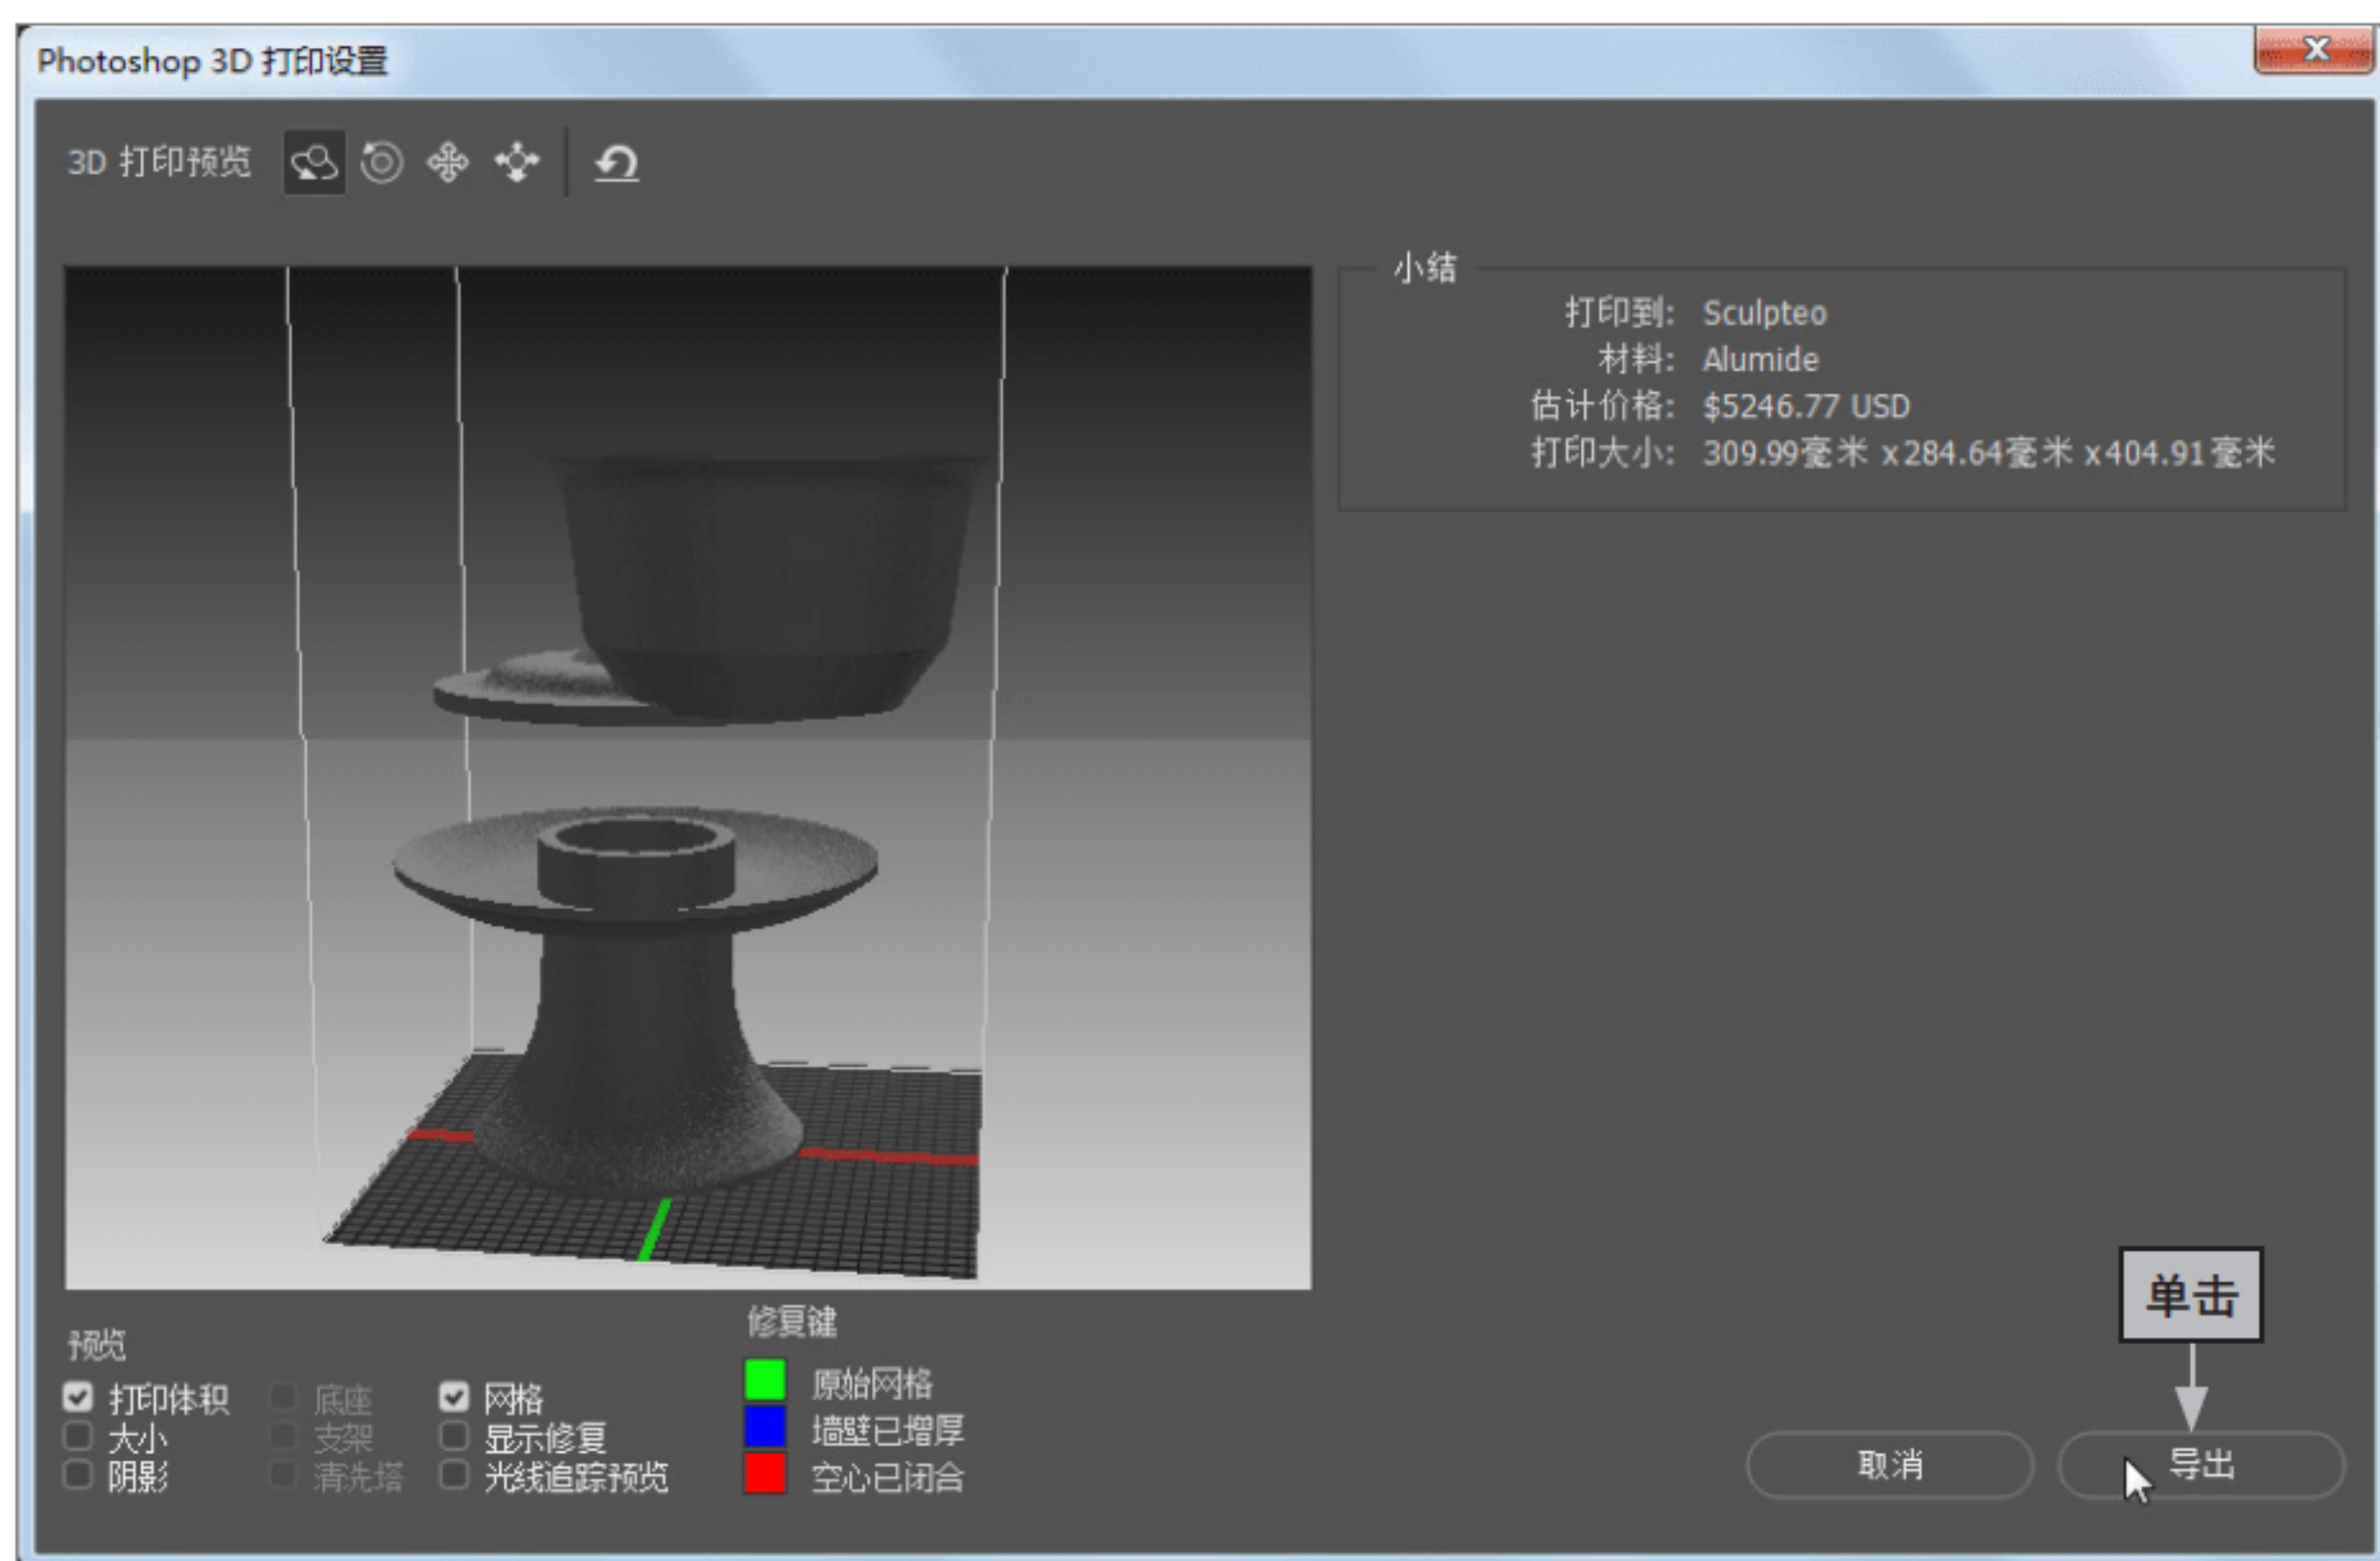 Photoshop 3D 打印设置
3D 打印预览
小结
打印到: Sculpteo
材料: Alumide
估计价格: $5246.77 USD
打印大小: 309.99毫米 x284.64毫米 x404.91毫米
预览
打印体积 底座 网格
大小 支架 显示修复
阴影 清洗塔 光线追踪预览
修复键
原始网格
墙壁已增厚
空心已闭合
单击
取消 导出